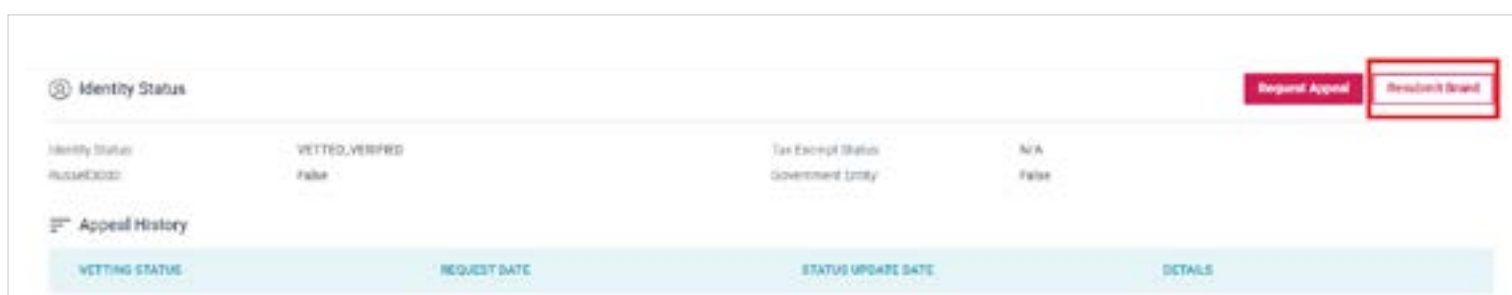 Identity Status
Request Appeal
Resubmit Brand
Identity Status VETTED_VERIFIED Tax Exempt Status N/A
Russell3000 False Government Entity False
Appeal History
VETTING STATUS REQUEST DATE STATUS UPDATE DATE DETAILS